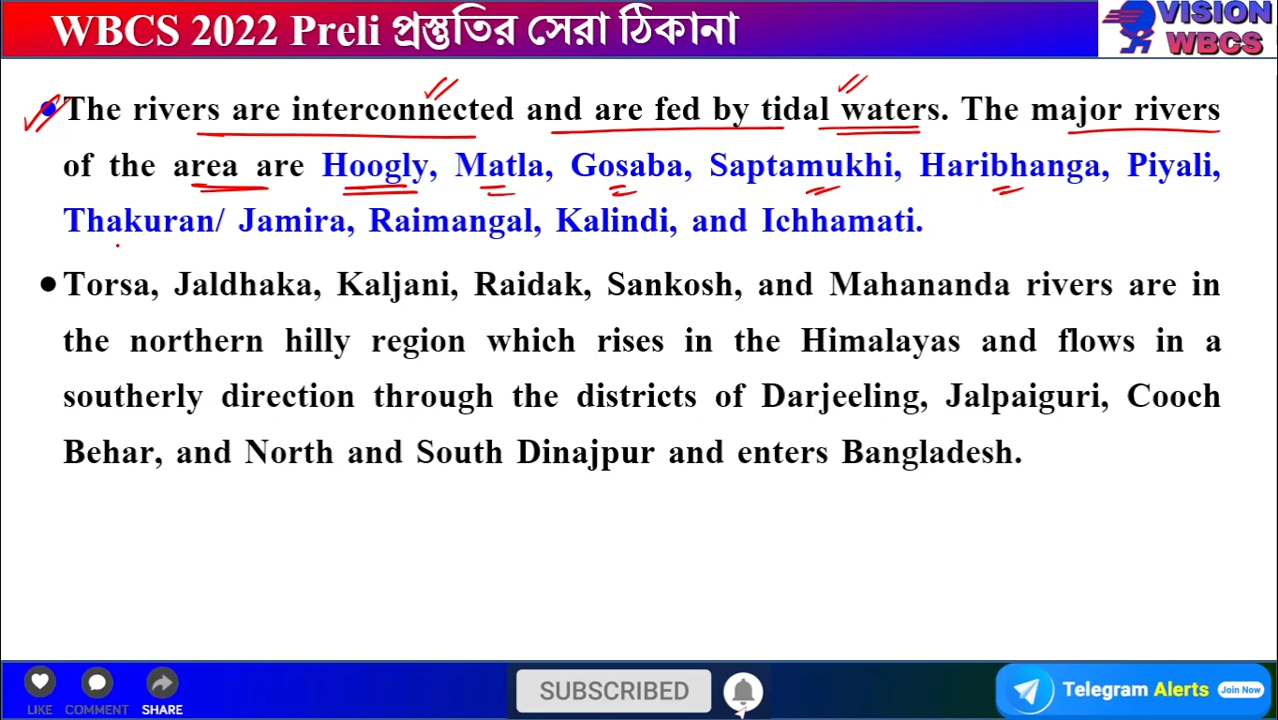 WBCS 2022 Preli প্রস্তুতির সেরা ঠিকানা
VISION
WBCS
The rivers are interconnected and are fed by tidal waters. The major rivers
of the area are Hoogly, Matla, Gosaba, Saptamukhi, Haribhanga, Piyali,
Thakuran/ Jamira, Raimangal, Kalindi, and Ichhamati.
Torsa, Jaldhaka, Kaljani, Raidak, Sankosh, and Mahananda rivers are in
the northern hilly region which rises in the Himalayas and flows in a
southerly direction through the districts of Darjeeling, Jalpaiguri, Cooch
Behar, and North and South Dinajpur and enters Bangladesh.
LIKE COMMENT SHARE
SUBSCRIBED
Telegram Alerts Join Now